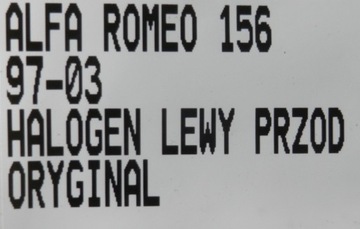 ALFA ROMEO 156
97-03
HALOGEN LEWY PRZOD
ORYGINAL